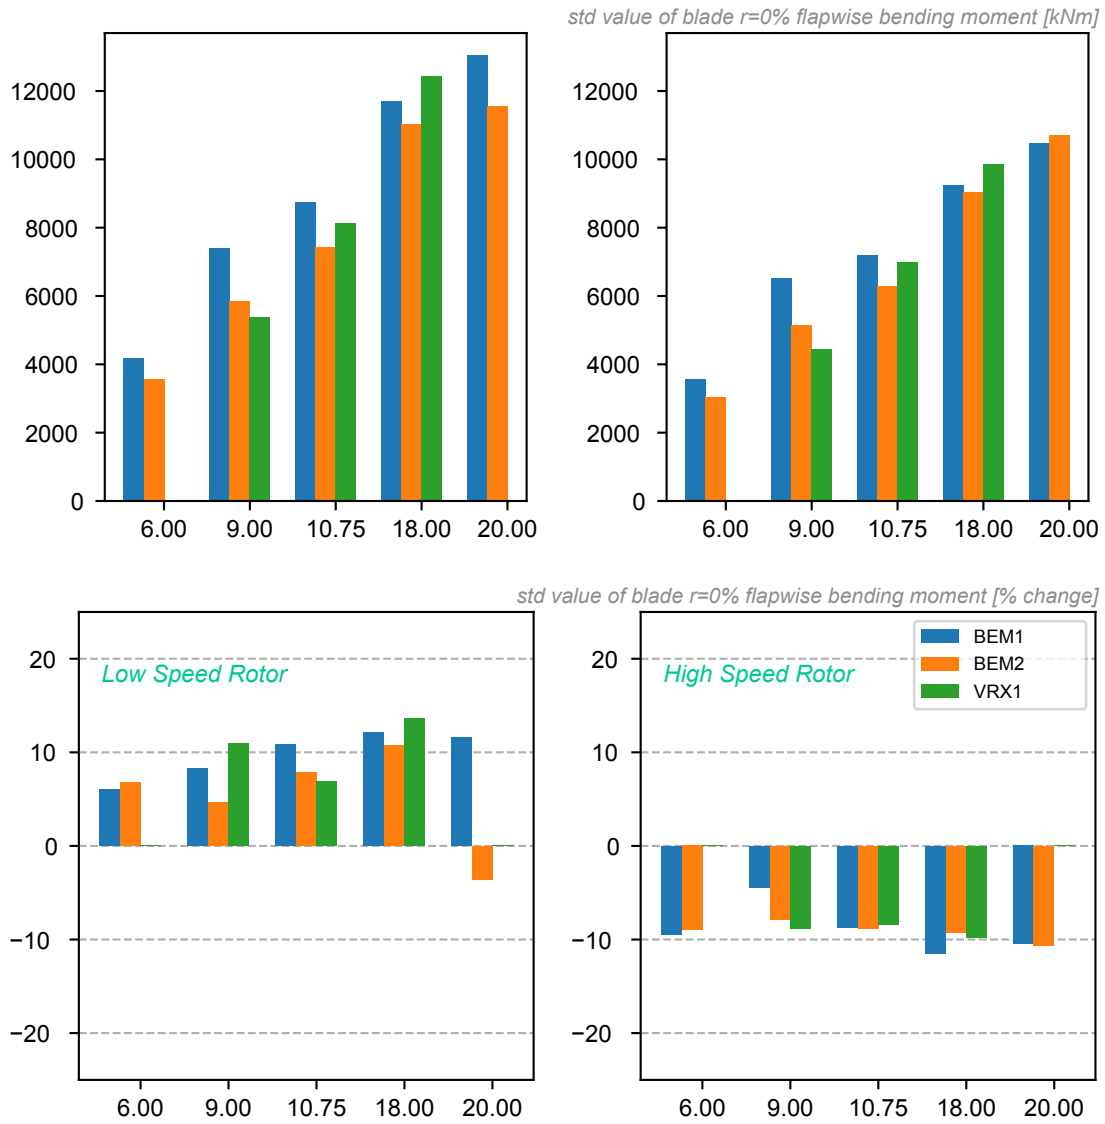 std value of blade r=0% flapwise bending moment [kNm]
12000
10000
8000
6000
4000
2000
0
6.00 9.00 10.75 18.00 20.00
12000
10000
8000
6000
4000
2000
0
6.00 9.00 10.75 18.00 20.00
std value of blade r=0% flapwise bending moment [% change]
Low Speed Rotor
20
10
0
−10
−20
6.00 9.00 10.75 18.00 20.00
High Speed Rotor
BEM1
BEM2
VRX1
20
10
0
−10
−20
6.00 9.00 10.75 18.00 20.00